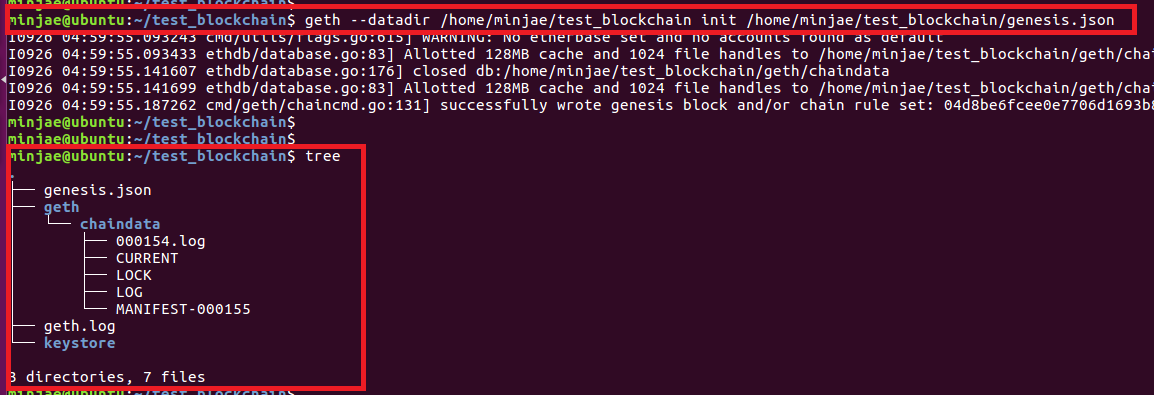 minjae@ubuntu:~/test_blockchain$
minjae@ubuntu:~/test_blockchain$ geth --datadir /home/minjae/test_blockchain init /home/minjae/test_blockchain/genesis.json
I0926 04:59:55.093243 cmd/utils/flags.go:615] WARNING: No etherbase set and no accounts found as default
I0926 04:59:55.093433 ethdb/database.go:83] Allotted 128MB cache and 1024 file handles to /home/minjae/test_blockchain/geth/chai
I0926 04:59:55.141607 ethdb/database.go:176] closed db:/home/minjae/test_blockchain/geth/chaindata
I0926 04:59:55.141699 ethdb/database.go:83] Allotted 128MB cache and 1024 file handles to /home/minjae/test_blockchain/geth/chai
I0926 04:59:55.187262 cmd/geth/chaincmd.go:131] successfully wrote genesis block and/or chain rule set: 04d8be6fcee0e7706d1693b8
minjae@ubuntu:~/test_blockchain$
minjae@ubuntu:~/test_blockchain$
minjae@ubuntu:~/test_blockchain$ tree
.
├── genesis.json
├── geth
│   └── chaindata
│       ├── 000154.log
│       ├── CURRENT
│       ├── LOCK
│       ├── LOG
│       └── MANIFEST-000155
├── geth.log
└── keystore
3 directories, 7 files
minjae@ubuntu:~/test_blockchain$